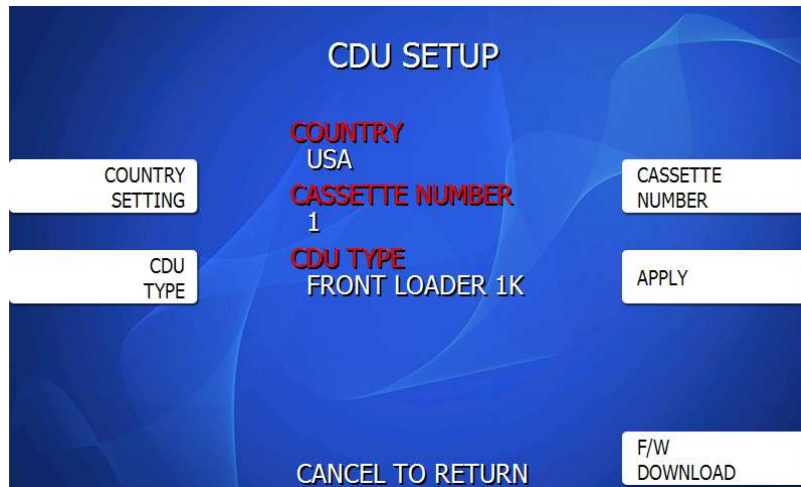 CDU SETUP
COUNTRY
USA
CASSETTE NUMBER
1
CDU TYPE
FRONT LOADER 1K
COUNTRY
SETTING
CDU
TYPE
CASSETTE
NUMBER
APPLY
F/W
DOWNLOAD
CANCEL TO RETURN